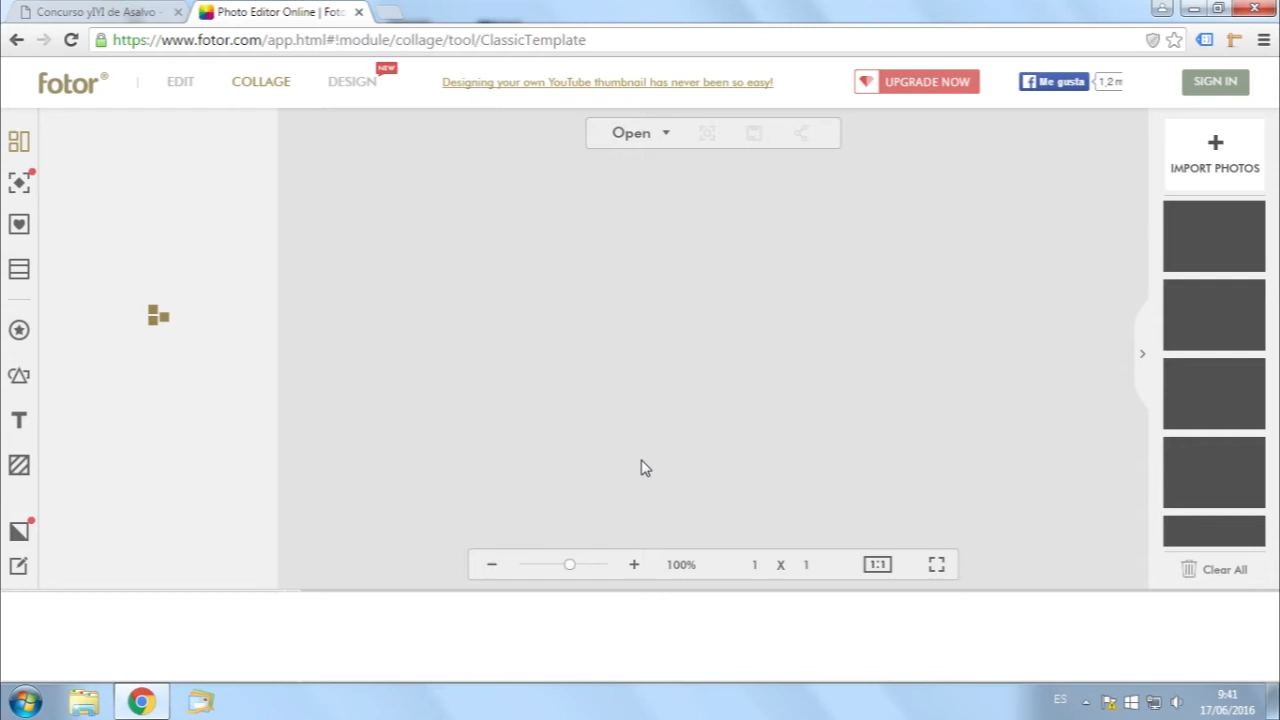 Concurso yIYI de Asalvo -
Photo Editor Online | Foto
https://www.fotor.com/app.html#!module/collage/tool/ClassicTemplate
fotor®
EDIT
COLLAGE
DESIGN
NEW
Designing your own YouTube thumbnail has never been so easy!
UPGRADE NOW
Me gusta
1,2 m
SIGN IN
Open
+
IMPORT PHOTOS
T
− + 100% 1 X 1 1:1
Clear All
ES
9:41
17/06/2016